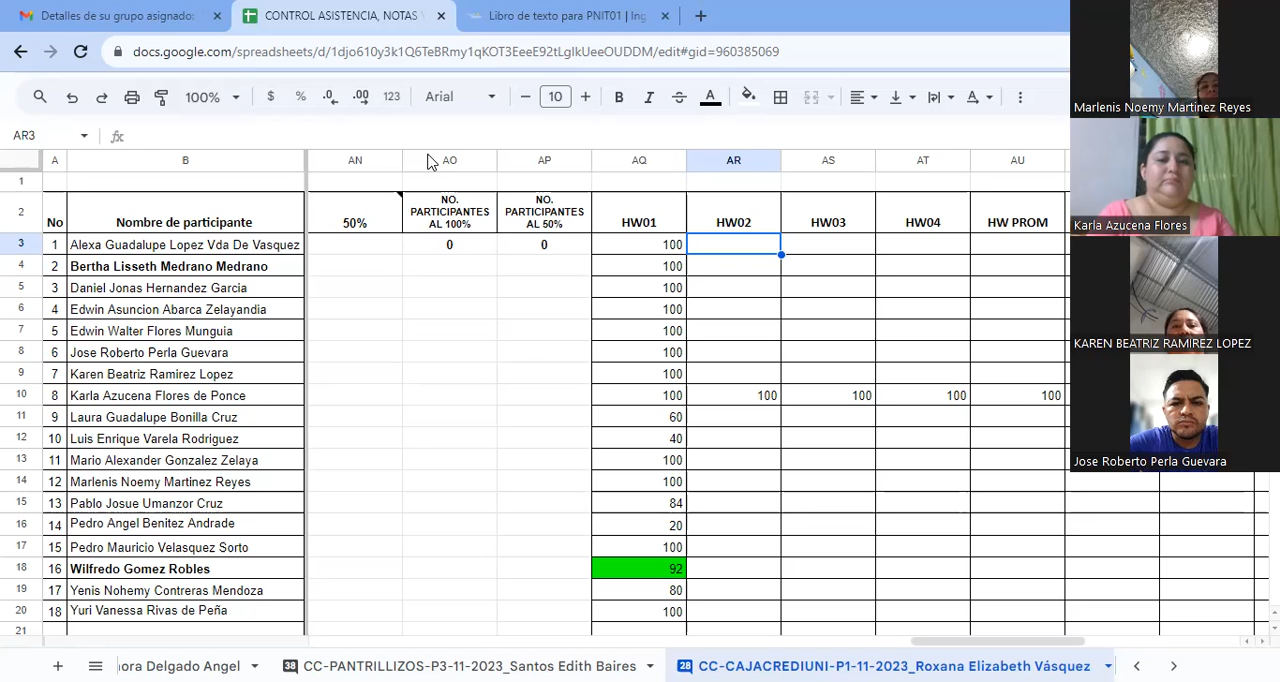 Detalles de su grupo asignado:
CONTROL ASISTENCIA, NOTAS
Libro de texto para PNIT01 | Ing
docs.google.com/spreadsheets/d/1djo610y3k1Q6TeBRmy1qKOT3EeeE92tLglkUeeOUDDM/edit#gid=960385069
100% $ % .0 .00 123 Arial 10 B I A
AR3 fx
A B AN AO AP AQ AR AS AT AU
1
2 No Nombre de participante 50% NO. PARTICIPANTES AL 100% NO. PARTICIPANTES AL 50% HW01 HW02 HW03 HW04 HW PROM
3 1 Alexa Guadalupe Lopez Vda De Vasquez 0 0 100
4 2 Bertha Lisseth Medrano Medrano 100
5 3 Daniel Jonas Hernandez Garcia 100
6 4 Edwin Asuncion Abarca Zelayandia 100
7 5 Edwin Walter Flores Munguia 100
8 6 Jose Roberto Perla Guevara 100
9 7 Karen Beatriz Ramirez Lopez 100
10 8 Karla Azucena Flores de Ponce 100 100 100 100 100
11 9 Laura Guadalupe Bonilla Cruz 60
12 10 Luis Enrique Varela Rodriguez 40
13 11 Mario Alexander Gonzalez Zelaya 100
14 12 Marlenis Noemy Martinez Reyes 100
15 13 Pablo Josue Umanzor Cruz 84
16 14 Pedro Angel Benitez Andrade 20
17 15 Pedro Mauricio Velasquez Sorto 100
18 16 Wilfredo Gomez Robles 92
19 17 Yenis Nohemy Contreras Mendoza 80
20 18 Yuri Vanessa Rivas de Peña 100
21
nora Delgado Angel
38 CC-PANTRILLIZOS-P3-11-2023_Santos Edith Baires
28 CC-CAJACREDIUNI-P1-11-2023_Roxana Elizabeth Vásquez
Marlenis Noemy Martinez Reyes
Karla Azucena Flores
KAREN BEATRIZ RAMIREZ LOPEZ
Jose Roberto Perla Guevara